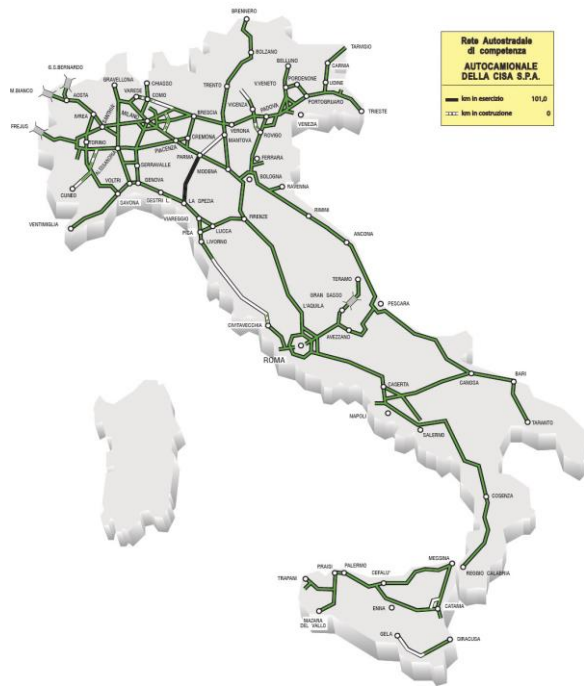 Rete Autostradale
di competenza
AUTOCAMIONALE
DELLA CISA S.P.A.
km in esercizio 101,0
km in costruzione 0
BRENNERO
BOLZANO
TARVISIO
BELLUNO
CARNIA
G.S.BERNARDO
GRAVELLONA
CHIASSO
TRENTO
V.VENETO
PORDENONE
UDINE
M.BIANCO
AOSTA
VARESE
COMO
VICENZA
PADOVA
PORTOGRUARO
TRIESTE
IVREA
MILANO
BRESCIA
VERONA
VENEZIA
FREJUS
TORINO
CREMONA
MANTOVA
ROVIGO
PIACENZA
PARMA
FERRARA
ALESSANDRIA
SERRAVALLE
MODENA
BOLOGNA
CUNEO
VOLTRI
GENOVA
RAVENNA
SAVONA
SESTRI L.
LA SPEZIA
RIMINI
VENTIMIGLIA
VIAREGGIO
LUCCA
FIRENZE
PISA
LIVORNO
ANCONA
TERAMO
GRAN SASSO
L'AQUILA
PESCARA
CIVITAVECCHIA
AVEZZANO
ROMA
CASERTA
CANOSA
BARI
NAPOLI
SALERNO
TARANTO
COSENZA
MESSINA
REGGIO CALABRIA
TRAPANI
PALERMO
CEFALU'
ENNA
CATANIA
MAZARA
DEL VALLO
GELA
SIRACUSA